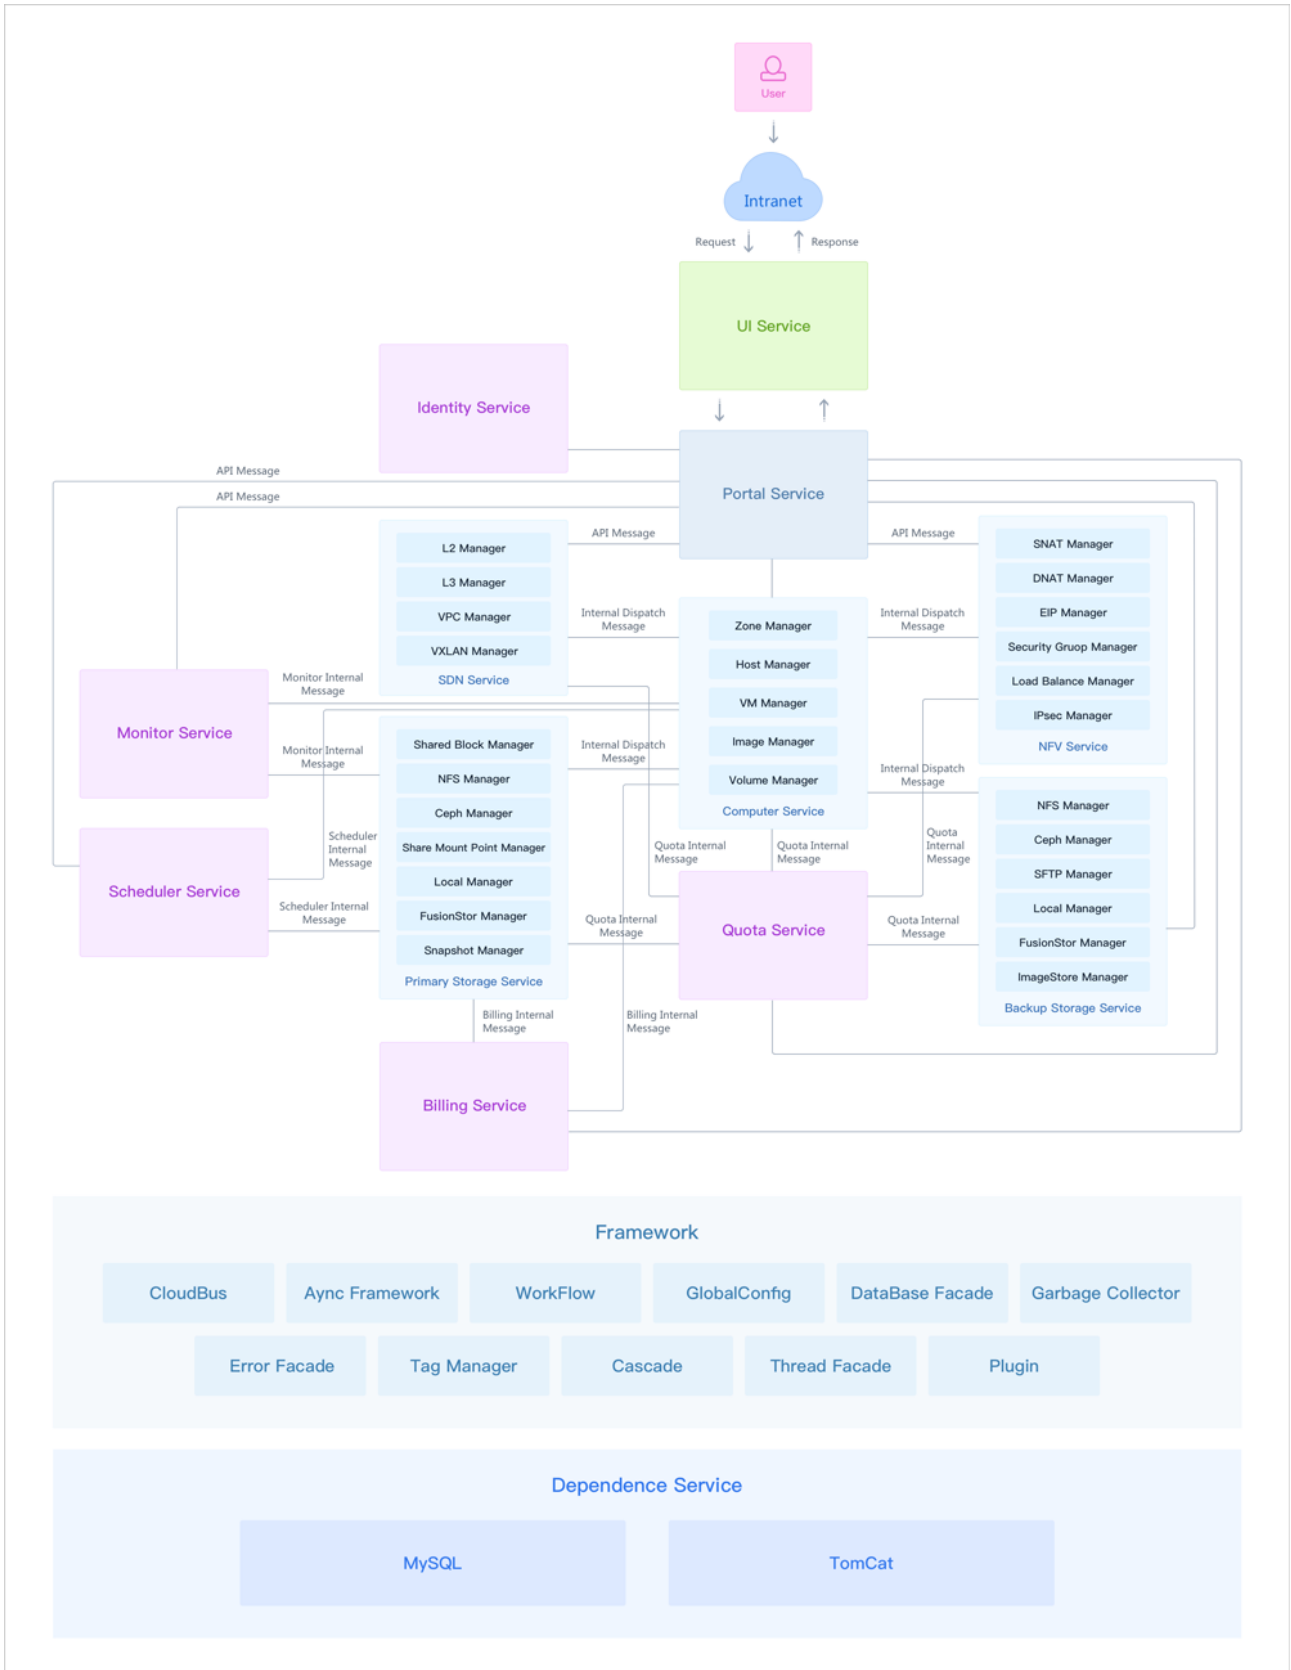 User
Intranet
Request
Response
UI Service
Identity Service
Portal Service
API Message
API Message
API Message
API Message
L2 Manager
L3 Manager
VPC Manager
VXLAN Manager
SDN Service
Internal Dispatch
Message
Zone Manager
Host Manager
VM Manager
Image Manager
Volume Manager
Computer Service
Internal Dispatch
Message
SNAT Manager
DNAT Manager
EIP Manager
Security Gruop Manager
Load Balance Manager
IPsec Manager
NFV Service
Monitor Service
Monitor Internal
Message
Monitor Internal
Message
Shared Block Manager
NFS Manager
Ceph Manager
Share Mount Point Manager
Local Manager
FusionStor Manager
Snapshot Manager
Primary Storage Service
Internal Dispatch
Message
Internal Dispatch
Message
Scheduler Service
Scheduler
Internal
Message
Scheduler Internal
Message
Quota Internal
Message
Quota Internal
Message
Quota
Internal
Message
Quota Internal
Message
Quota Service
Quota Internal
Message
NFS Manager
Ceph Manager
SFTP Manager
Local Manager
FusionStor Manager
ImageStore Manager
Backup Storage Service
Billing Internal
Message
Billing Internal
Message
Billing Service
Framework
CloudBus
Aync Framework
WorkFlow
GlobalConfig
DataBase Facade
Garbage Collector
Error Facade
Tag Manager
Cascade
Thread Facade
Plugin
Dependence Service
MySQL
TomCat